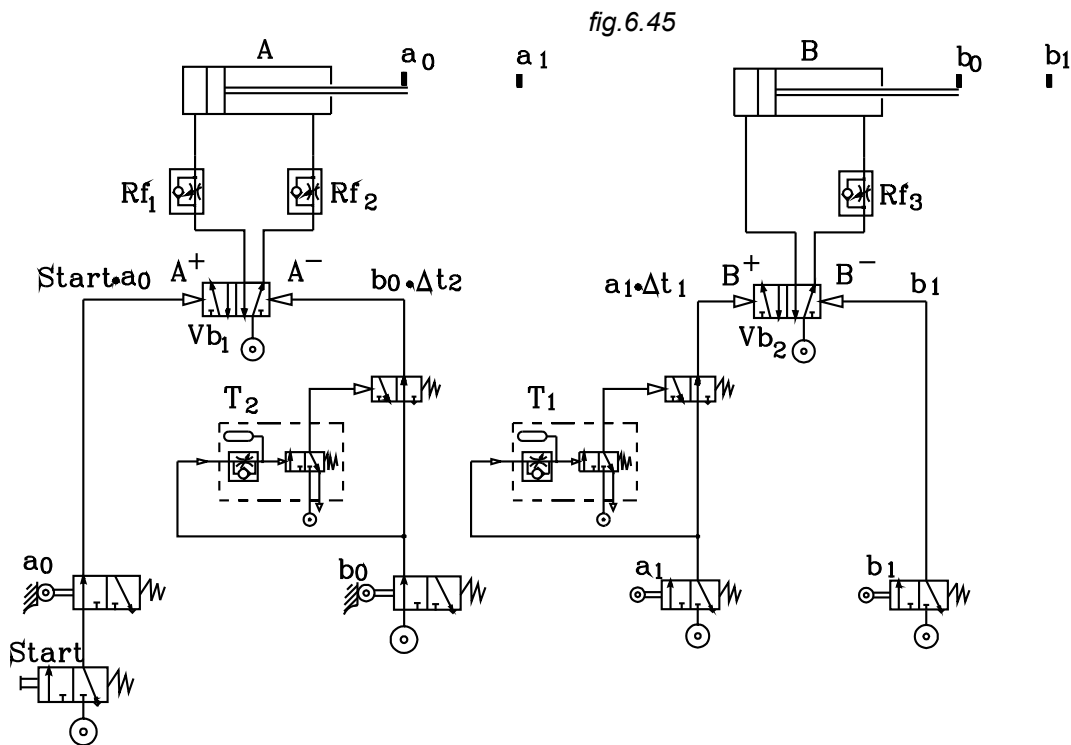 fig.6.45
A
a0
a1
B
b0
b1
Rf1
Rf2
Rf3
Start•a0
A+
A−
b0•Δt2
a1•Δt1
B+
B−
b1
Vb1
Vb2
T2
T1
a0
b0
a1
b1
Start